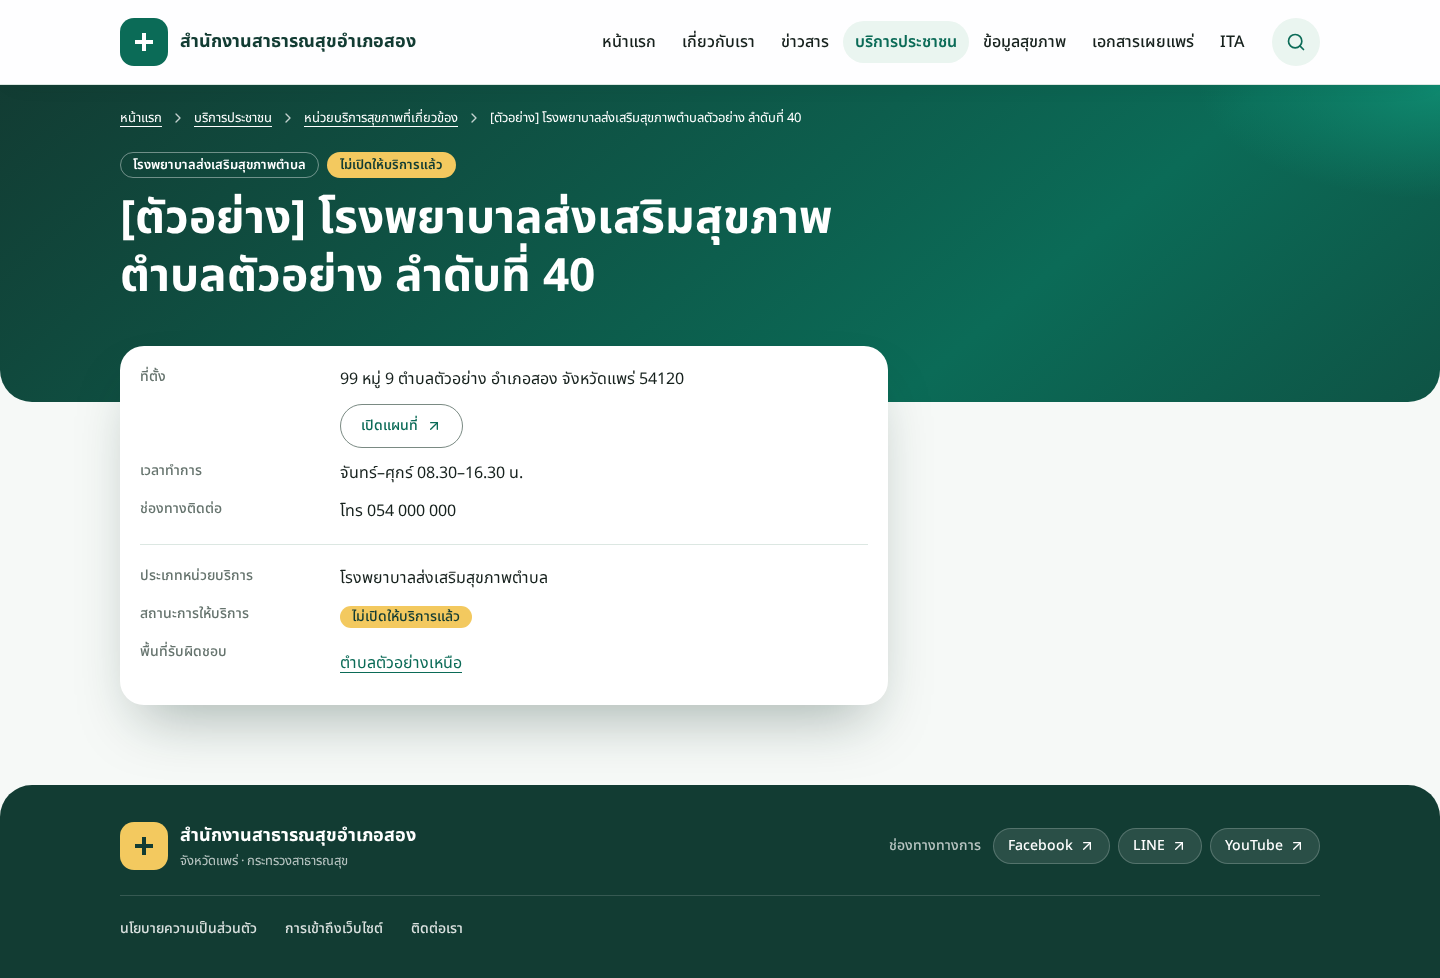 สำนักงานสาธารณสุขอำเภอสอง
หน้าแรก เกี่ยวกับเรา ข่าวสาร บริการประชาชน ข้อมูลสุขภาพ เอกสารเผยแพร่ ITA
หน้าแรก บริการประชาชน หน่วยบริการสุขภาพที่เกี่ยวข้อง [ตัวอย่าง] โรงพยาบาลส่งเสริมสุขภาพตำบลตัวอย่าง ลำดับที่ 40
โรงพยาบาลส่งเสริมสุขภาพตำบล ไม่เปิดให้บริการแล้ว
[ตัวอย่าง] โรงพยาบาลส่งเสริมสุขภาพ
ตำบลตัวอย่าง ลำดับที่ 40
ที่ตั้ง 99 หมู่ 9 ตำบลตัวอย่าง อำเภอสอง จังหวัดแพร่ 54120
เปิดแผนที่
เวลาทำการ จันทร์–ศุกร์ 08.30–16.30 น.
ช่องทางติดต่อ โทร 054 000 000
ประเภทหน่วยบริการ โรงพยาบาลส่งเสริมสุขภาพตำบล
สถานะการให้บริการ ไม่เปิดให้บริการแล้ว
พื้นที่รับผิดชอบ ตำบลตัวอย่างเหนือ
สำนักงานสาธารณสุขอำเภอสอง
จังหวัดแพร่ · กระทรวงสาธารณสุข
ช่องทางทางการ Facebook LINE YouTube
นโยบายความเป็นส่วนตัว การเข้าถึงเว็บไซต์ ติดต่อเรา